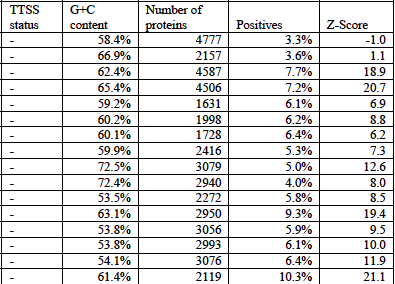 TTSS status G+C content Number of proteins Positives Z-Score
- 58.4% 4777 3.3% -1.0
- 66.9% 2157 3.6% 1.1
- 62.4% 4587 7.7% 18.9
- 65.4% 4506 7.2% 20.7
- 59.2% 1631 6.1% 6.9
- 60.2% 1998 6.2% 8.8
- 60.1% 1728 6.4% 6.2
- 59.9% 2416 5.3% 7.3
- 72.5% 3079 5.0% 12.6
- 72.4% 2940 4.0% 8.0
- 53.5% 2272 5.8% 8.5
- 63.1% 2950 9.3% 19.4
- 53.8% 3056 5.9% 9.5
- 53.8% 2993 6.1% 10.0
- 54.1% 3076 6.4% 11.9
- 61.4% 2119 10.3% 21.1